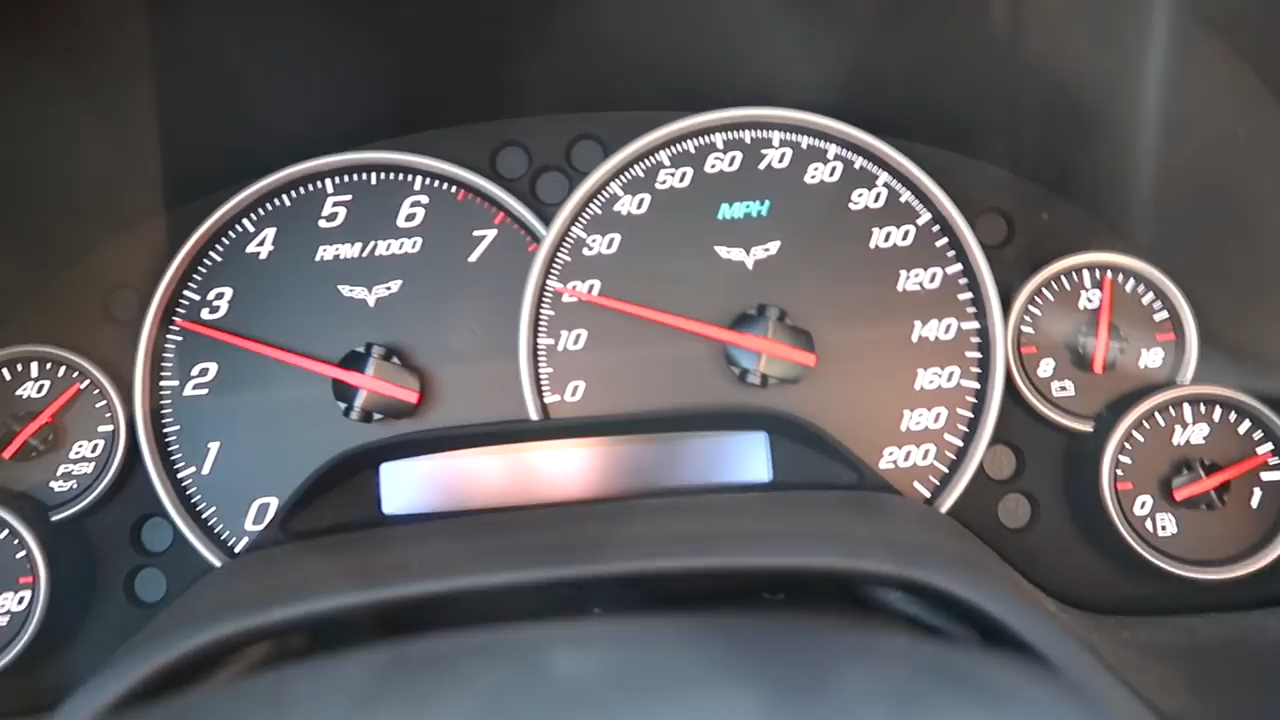 0 1 2 3 4 5 6 7
RPM/1000
0 10 20 30 40 50 60 70 80 90 100 120 140 160 180 200
MPH
40 80
PSI
8 13 18
0 1/2 1